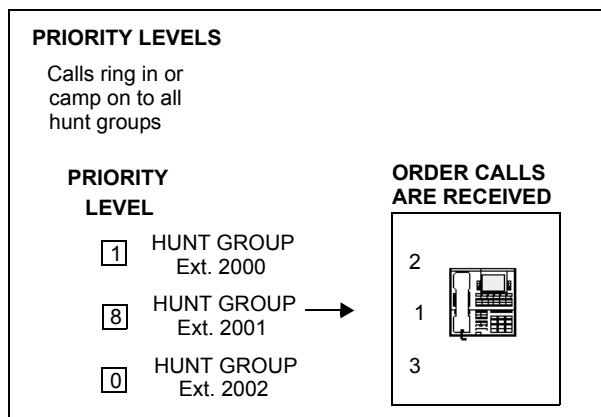 PRIORITY LEVELS
Calls ring in or
camp on to all
hunt groups
PRIORITY
LEVEL
1 HUNT GROUP
Ext. 2000
8 HUNT GROUP
Ext. 2001
0 HUNT GROUP
Ext. 2002
ORDER CALLS
ARE RECEIVED
2
1
3